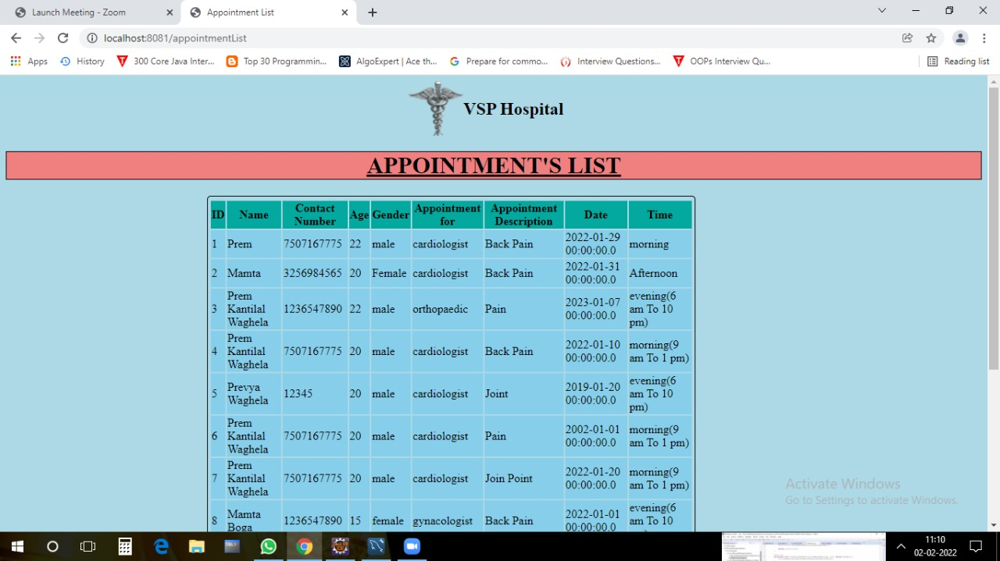 Launch Meeting - Zoom
Appointment List
localhost:8081/appointmentList
Apps
History
300 Core Java Inter...
Top 30 Programmin...
AlgoExpert | Ace th...
Prepare for commo...
Interview Questions...
OOPs Interview Qu...
Reading list
VSP Hospital
APPOINTMENT'S LIST
ID Name Contact Number Age Gender Appointment for Appointment Description Date Time
1 Prem 7507167775 22 male cardiologist Back Pain 2022-01-29 00:00:00.0 morning
2 Mamta 3256984565 20 Female cardiologist Back Pain 2022-01-31 00:00:00.0 Afternoon
3 Prem Kantilal Waghela 1236547890 22 male orthopaedic Pain 2023-01-07 00:00:00.0 evening(6 am To 10 pm)
4 Prem Kantilal Waghela 7507167775 20 male cardiologist Back Pain 2022-01-10 00:00:00.0 morning(9 am To 1 pm)
5 Prevya Waghela 12345 20 male cardiologist Joint 2019-01-20 00:00:00.0 evening(6 am To 10 pm)
6 Prem Kantilal Waghela 7507167775 20 male cardiologist Pain 2002-01-01 00:00:00.0 morning(9 am To 1 pm)
7 Prem Kantilal Waghela 7507167775 20 male cardiologist Join Point 2022-01-20 00:00:00.0 morning(9 am To 1 pm)
8 Mamta Boga 1236547890 15 female gynacologist Back Pain 2022-01-01 00:00:00.0 evening(6 am To 10
Activate Windows
Go to Settings to activate Windows.
11:10
02-02-2022